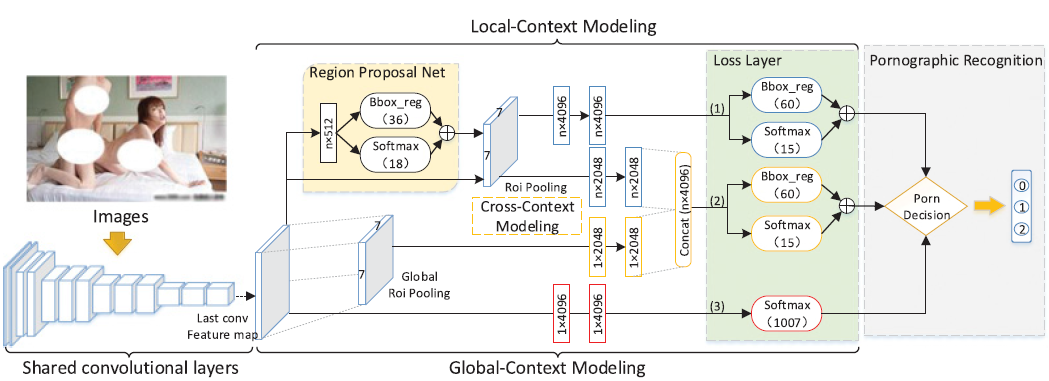 Local-Context Modeling
Region Proposal Net
n×512
Bbox_reg
(36)
Softmax
(18)
7
7
Roi Pooling
n×4096
n×4096
n×2048
n×2048
Cross-Context
Modeling
1×2048
1×2048
Concat (n×4096)
1×4096
1×4096
Loss Layer
(1)
Bbox_reg
(60)
Softmax
(15)
(2)
Bbox_reg
(60)
Softmax
(15)
(3)
Softmax
(1007)
Pornographic Recognition
Porn
Decision
0
1
2
Images
7
7
Global
Roi Pooling
Last conv
Feature map
Shared convolutional layers
Global-Context Modeling